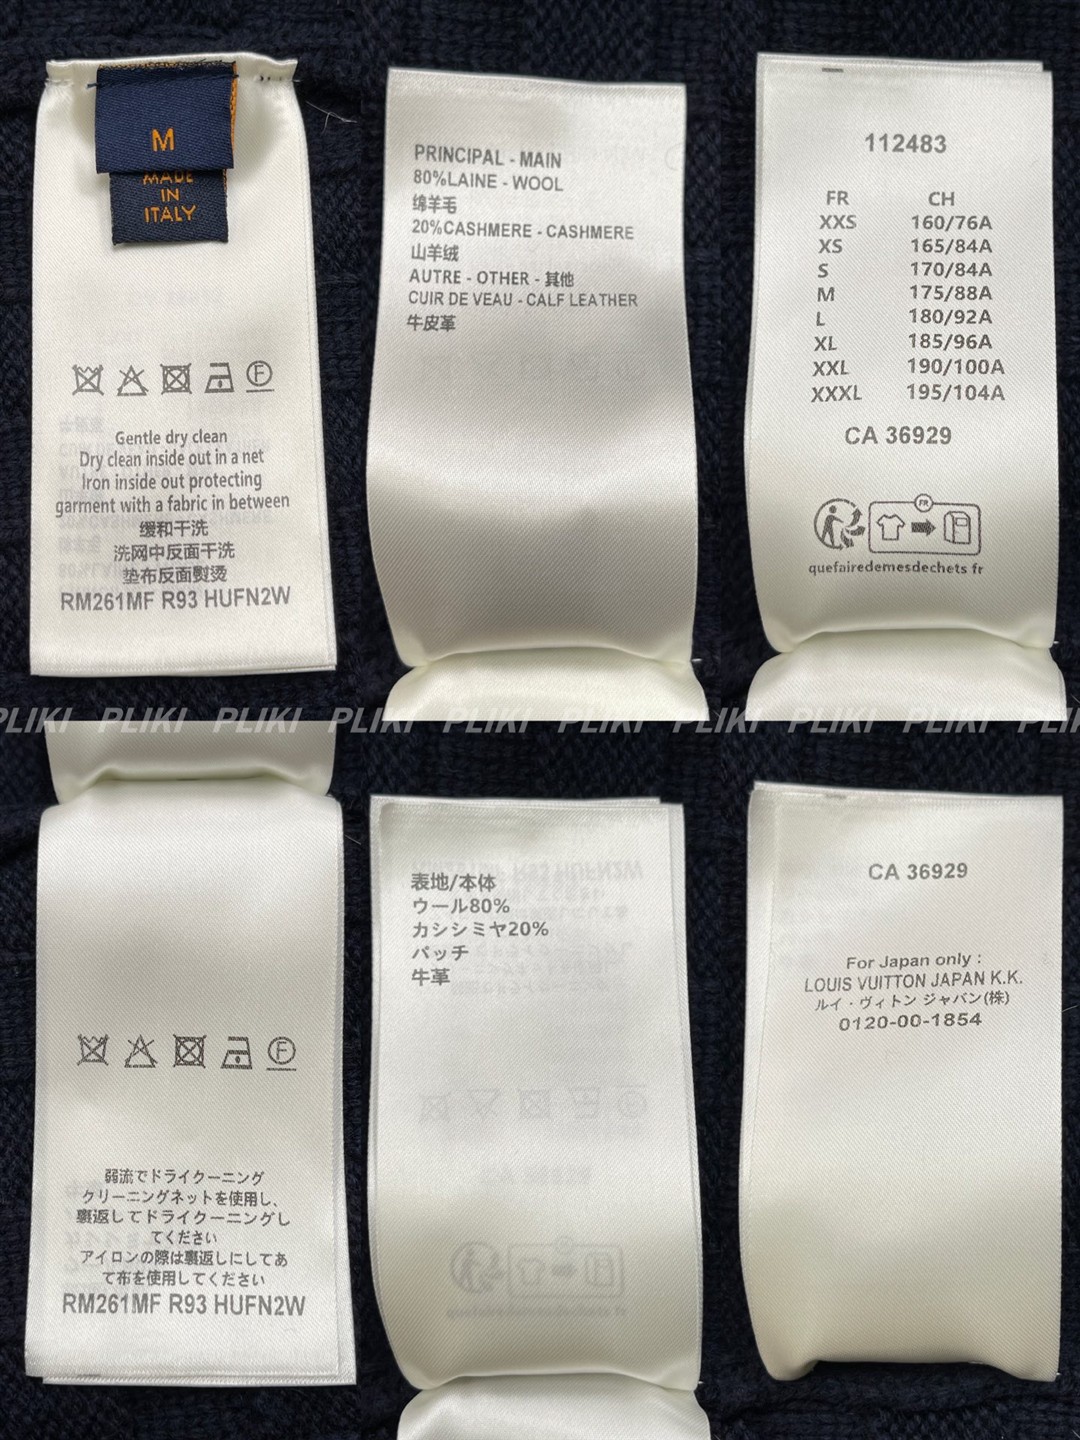 M
MADE
IN
ITALY
Gentle dry clean
Dry clean inside out in a net
Iron inside out protecting
garment with a fabric in between
缓和干洗
洗网中反面干洗
垫布反面熨烫
RM261MF R93 HUFN2W
PRINCIPAL - MAIN
80%LAINE - WOOL
绵羊毛
20%CASHMERE - CASHMERE
山羊绒
AUTRE - OTHER - 其他
CUIR DE VEAU - CALF LEATHER
牛皮革
112483
FR CH
XXS 160/76A
XS 165/84A
S 170/84A
M 175/88A
L 180/92A
XL 185/96A
XXL 190/100A
XXXL 195/104A
CA 36929
FR
quefairedemesdechets fr
PLIKI PLIKI PLIKI PLIKI PLIKI PLIKI PLIKI PLIKI PLIKI PLIKI
弱流でドライクーニング
クリーニングネットを使用し、
裏返してドライクーニングし
てください
アイロンの際は裏返しにしてあ
て布を使用してください
RM261MF R93 HUFN2W
表地/本体
ウール80%
カシシミヤ20%
パッチ
牛革
CA 36929
For Japan only :
LOUIS VUITTON JAPAN K.K.
ルイ・ヴィトン ジャパン(株)
0120-00-1854